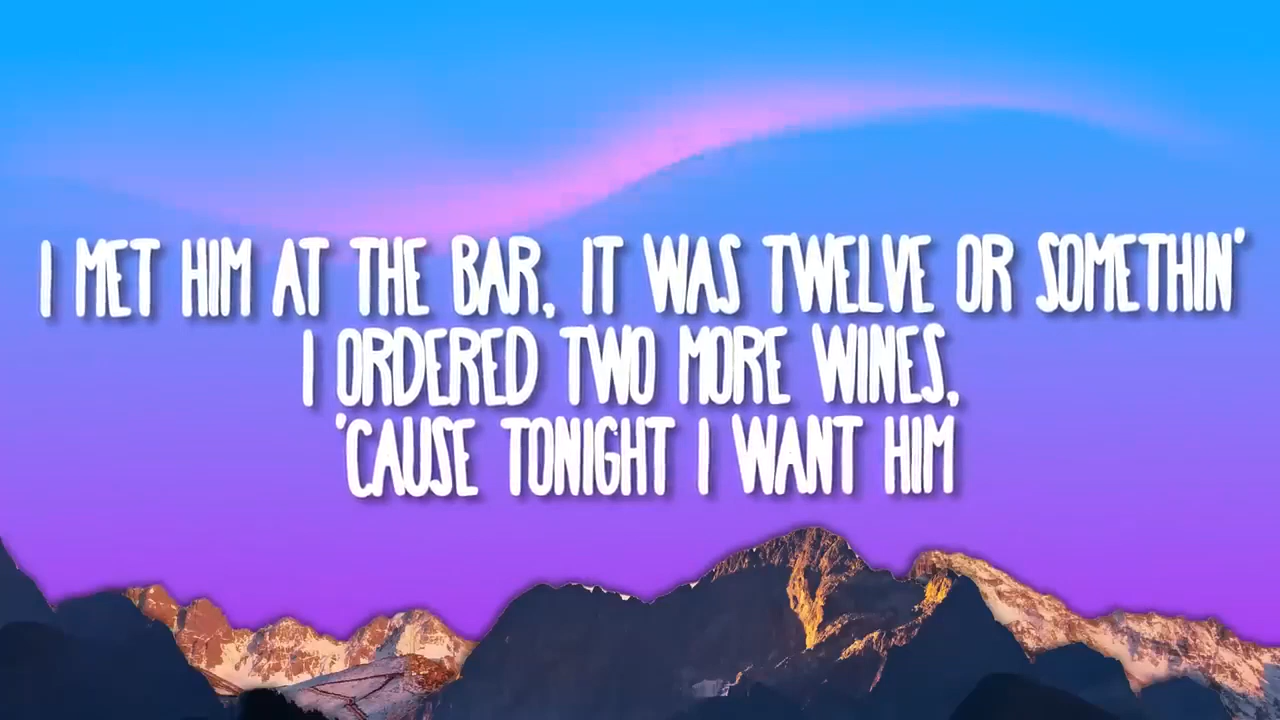 I MET HIM AT THE BAR, IT WAS TWELVE OR SOMETHIN'
I ORDERED TWO MORE WINES,
'CAUSE TONIGHT I WANT HIM